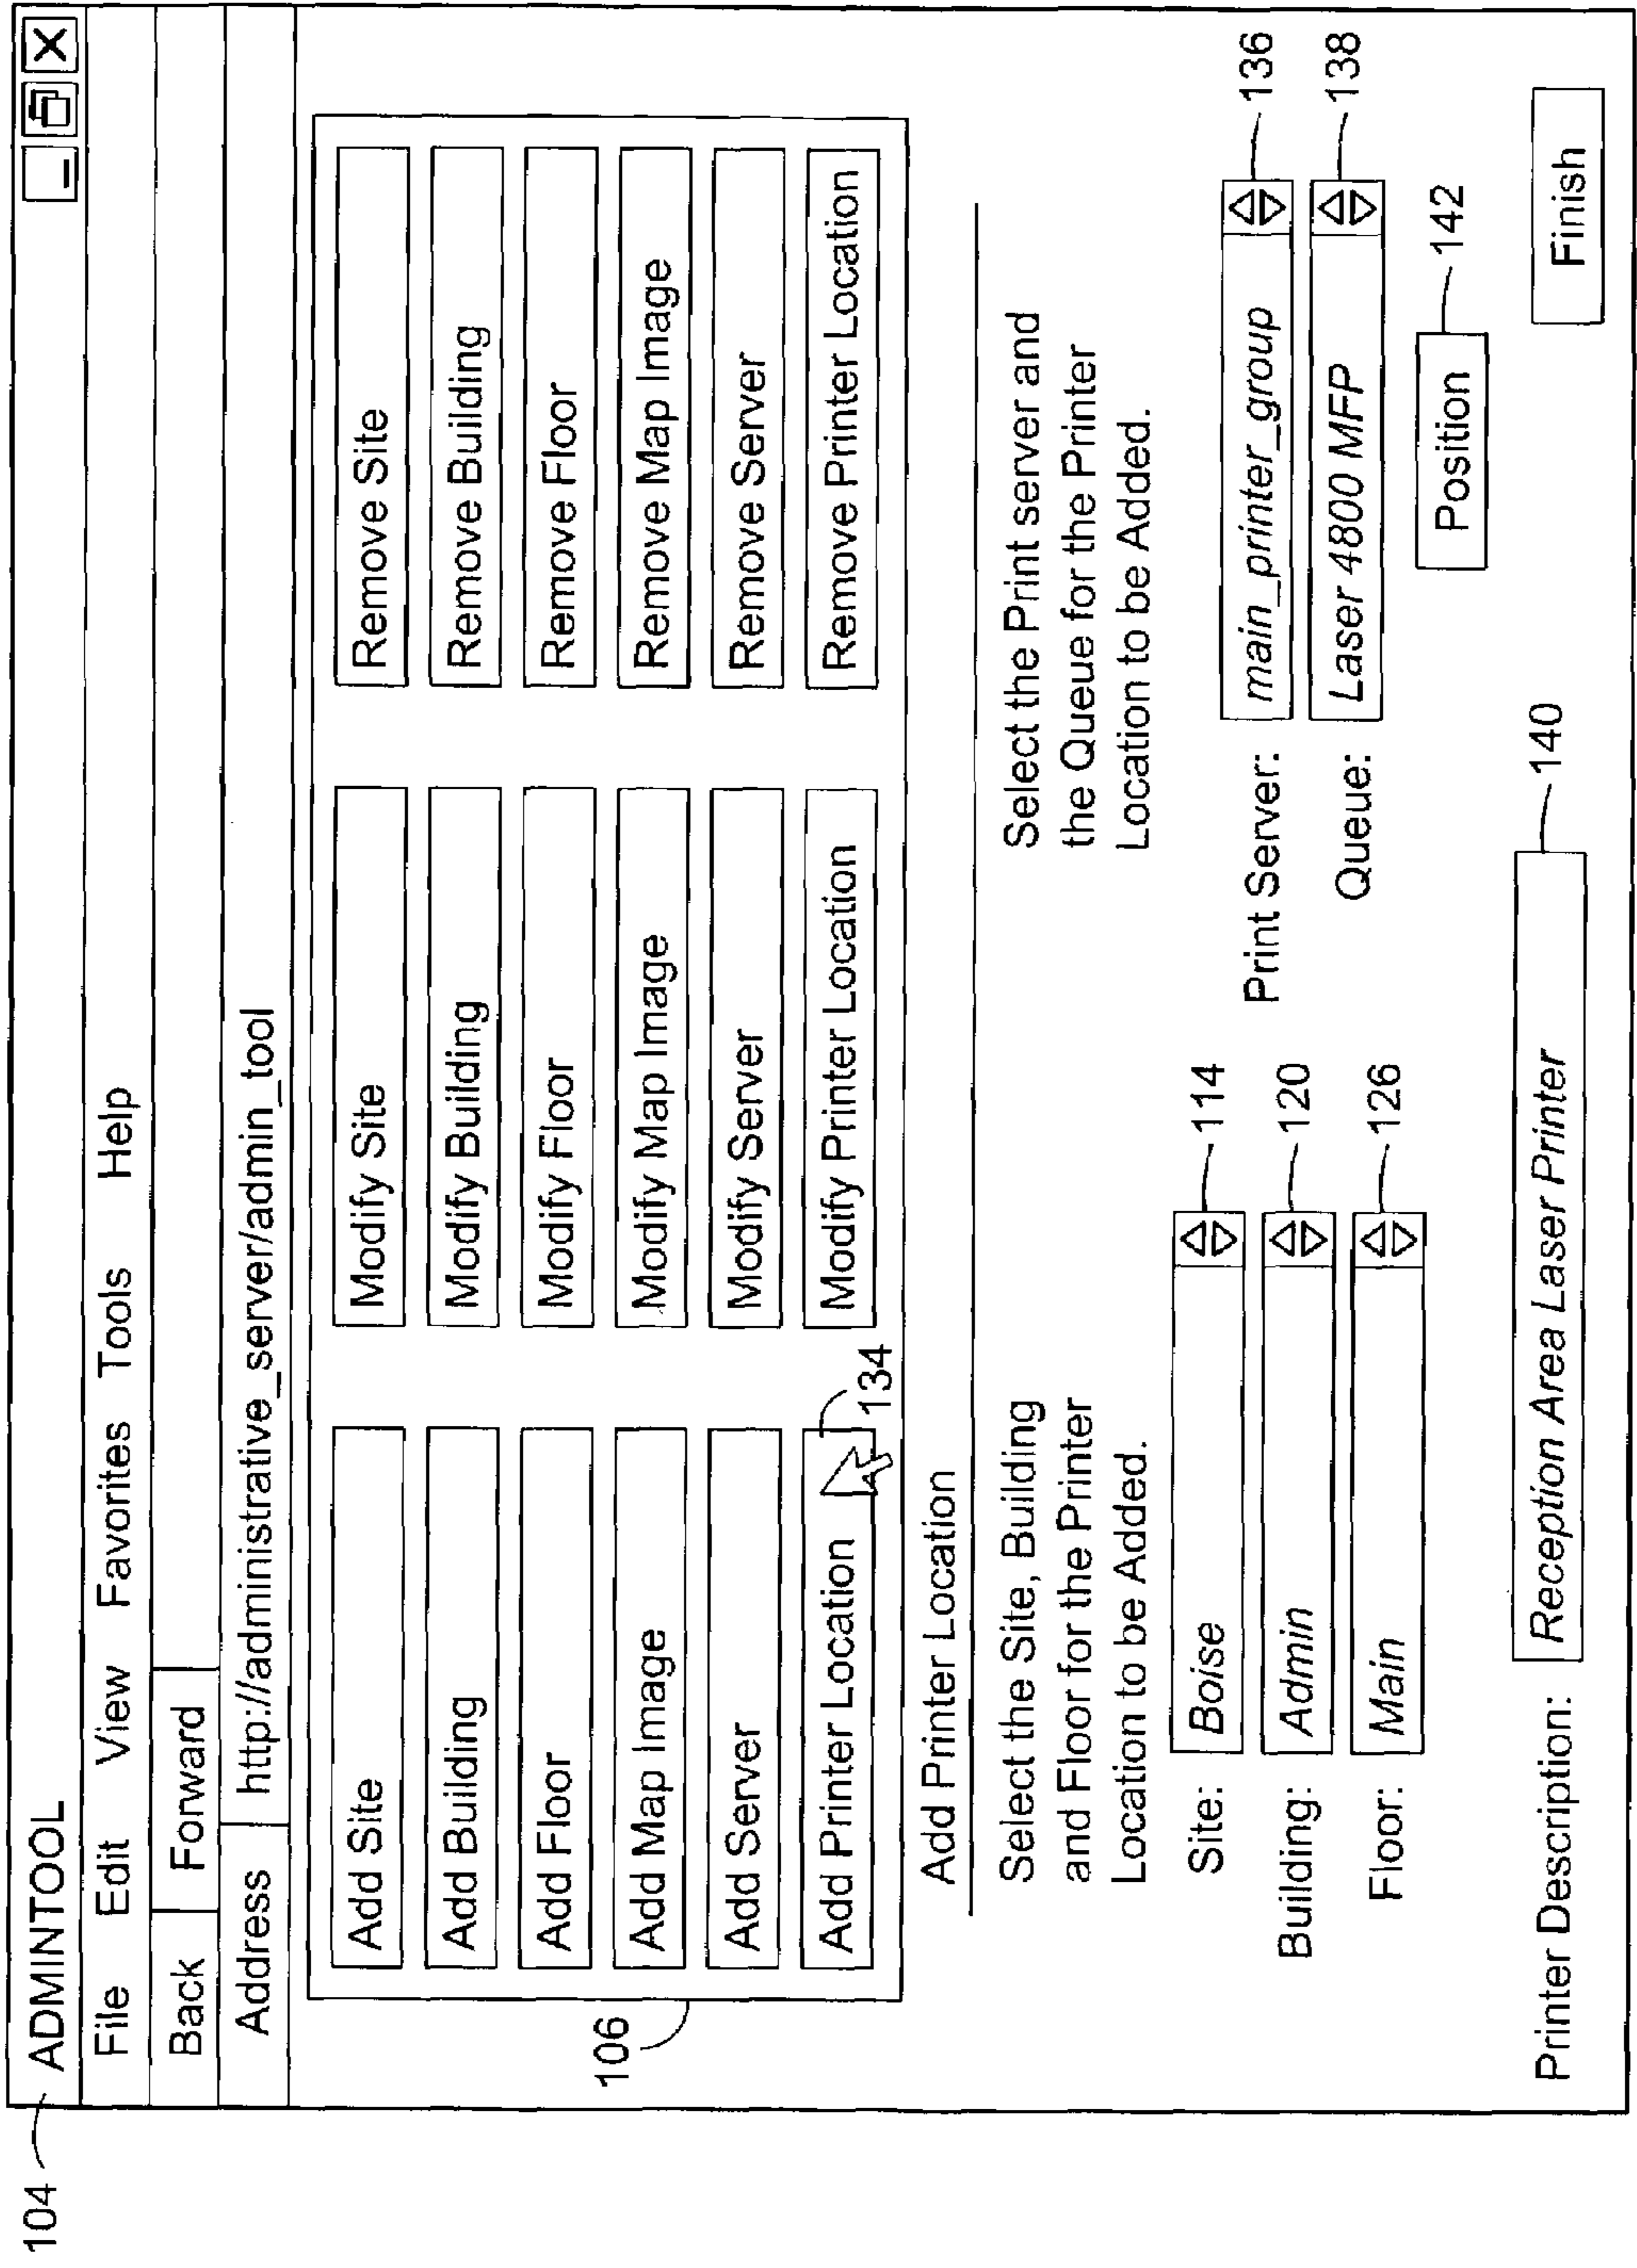 104
ADMINTOOL
File Edit View Favorites Tools Help
Back Forward
Address http://administrative_server/admin_tool
106
Add Site Modify Site Remove Site
Add Building Modify Building Remove Building
Add Floor Modify Floor Remove Floor
Add Map Image Modify Map Image Remove Map Image
Add Server Modify Server Remove Server
Add Printer Location Modify Printer Location Remove Printer Location
134
Add Printer Location
Select the Site, Building
and Floor for the Printer
Location to be Added.
Site: Boise 114
Building: Admin 120
Floor: Main 126
Select the Print server and
the Queue for the Printer
Location to be Added.
Print Server: main_printer_group 136
Queue: Laser 4800 MFP 138
Position 142
Printer Description: Reception Area Laser Printer 140
Finish